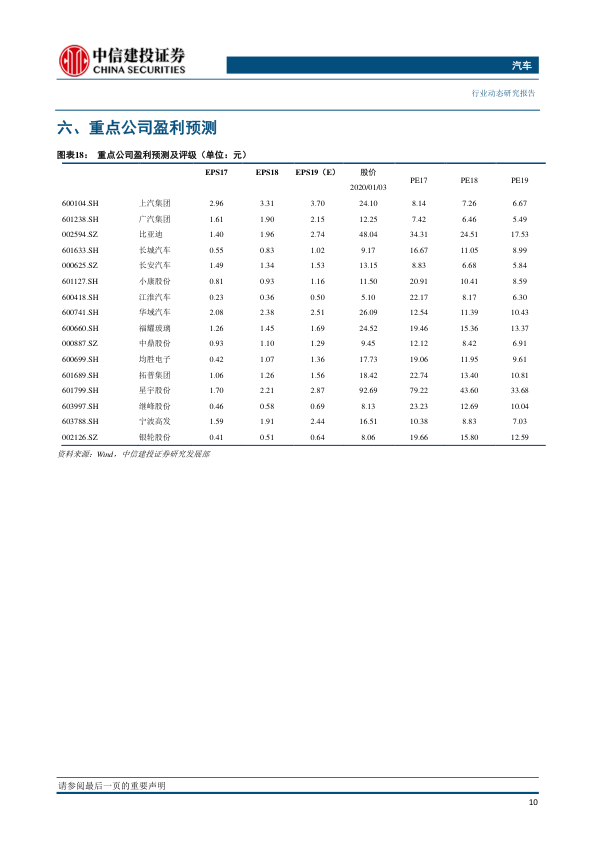 中信建投证券
CHINA SECURITIES
汽车
行业动态研究报告
六、重点公司盈利预测
图表18： 重点公司盈利预测及评级（单位：元）
EPS17 EPS18 EPS19（E） 股价 2020/01/03 PE17 PE18 PE19
600104.SH 上汽集团 2.96 3.31 3.70 24.10 8.14 7.26 6.67
601238.SH 广汽集团 1.61 1.90 2.15 12.25 7.42 6.46 5.49
002594.SZ 比亚迪 1.40 1.96 2.74 48.04 34.31 24.51 17.53
601633.SH 长城汽车 0.55 0.83 1.02 9.17 16.67 11.05 8.99
000625.SZ 长安汽车 1.49 1.34 1.53 13.15 8.83 6.68 5.84
601127.SH 小康股份 0.81 0.93 1.16 11.50 20.91 10.41 8.59
600418.SH 江淮汽车 0.23 0.36 0.50 5.10 22.17 8.17 6.30
600741.SH 华域汽车 2.08 2.38 2.51 26.09 12.54 11.39 10.43
600660.SH 福耀玻璃 1.26 1.45 1.69 24.52 19.46 15.36 13.37
000887.SZ 中鼎股份 0.93 1.10 1.29 9.45 12.12 8.42 6.91
600699.SH 均胜电子 0.42 1.07 1.36 17.73 19.06 11.95 9.61
601689.SH 拓普集团 1.06 1.26 1.56 18.42 22.74 13.40 10.81
601799.SH 星宇股份 1.70 2.21 2.87 92.69 79.22 43.60 33.68
603997.SH 继峰股份 0.46 0.58 0.69 8.13 23.23 12.69 10.04
603788.SH 宁波高发 1.59 1.91 2.44 16.51 10.38 8.83 7.03
002126.SZ 银轮股份 0.41 0.51 0.64 8.06 19.66 15.80 12.59
资料来源：Wind，中信建投证券研究发展部
请参阅最后一页的重要声明
10